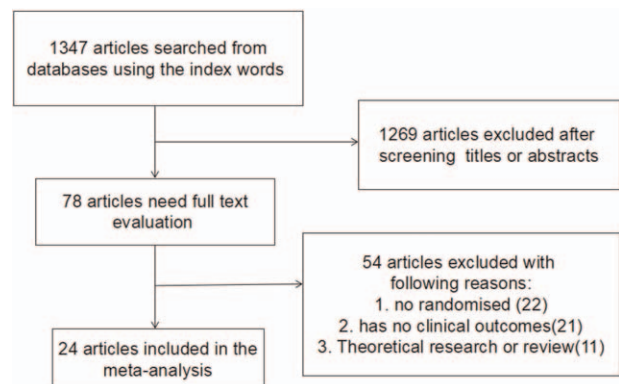 1347 articles searched from
databases using the index words
1269 articles excluded after
screening titles or abstracts
78 articles need full text
evaluation
54 articles excluded with
following reasons:
1. no randomised (22)
2. has no clinical outcomes(21)
3. Theoretical research or review(11)
24 articles included in the
meta-analysis